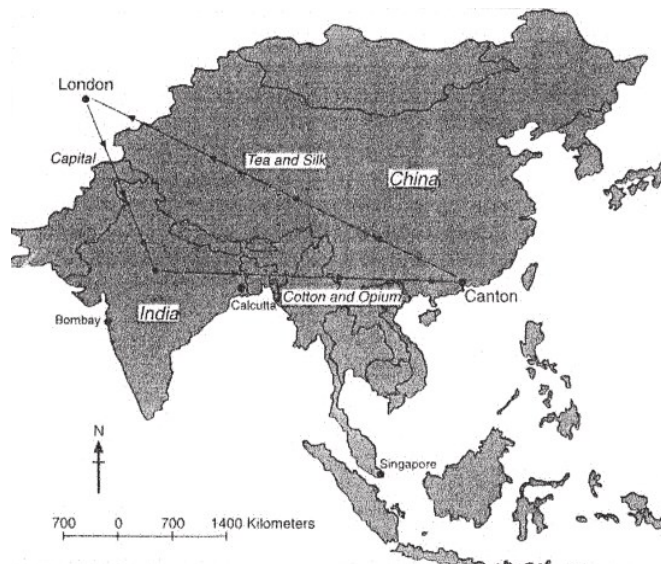 London
Capital
Tea and Silk
China
Cotton and Opium
Canton
India
Calcutta
Bombay
N
Singapore
700 0 700 1400 Kilometers